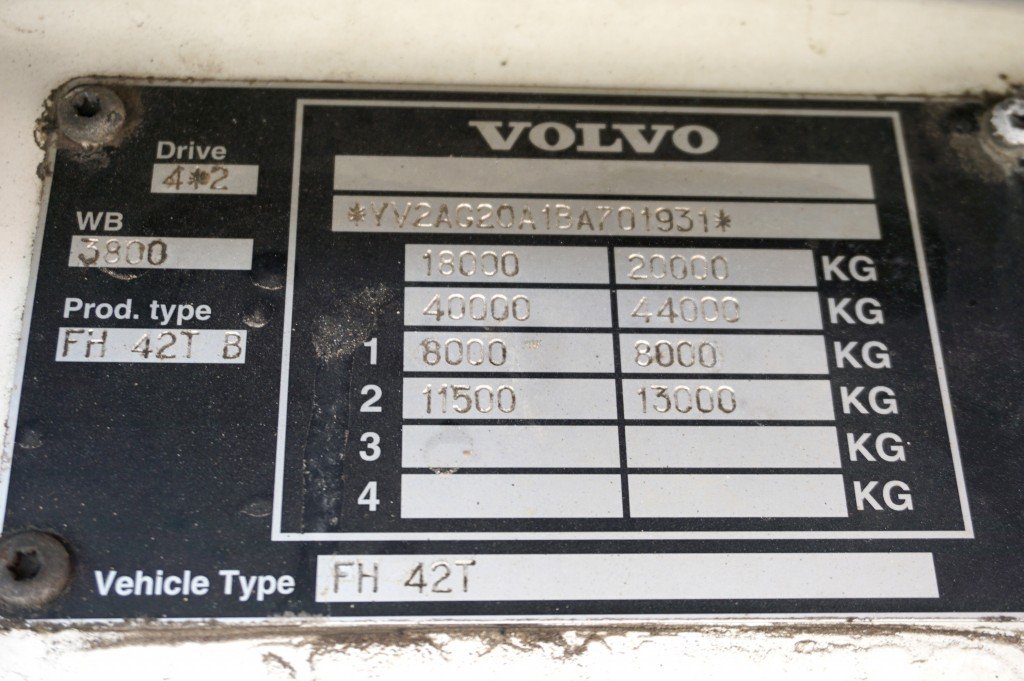 VOLVO
Drive
4*2
WB
3800
Prod. type
FH 42T B
*YV2AG20A1BA701931*
18000 20000 KG
40000 44000 KG
1 8000 8000 KG
2 11500 13000 KG
3 KG
4 KG
Vehicle Type FH 42T